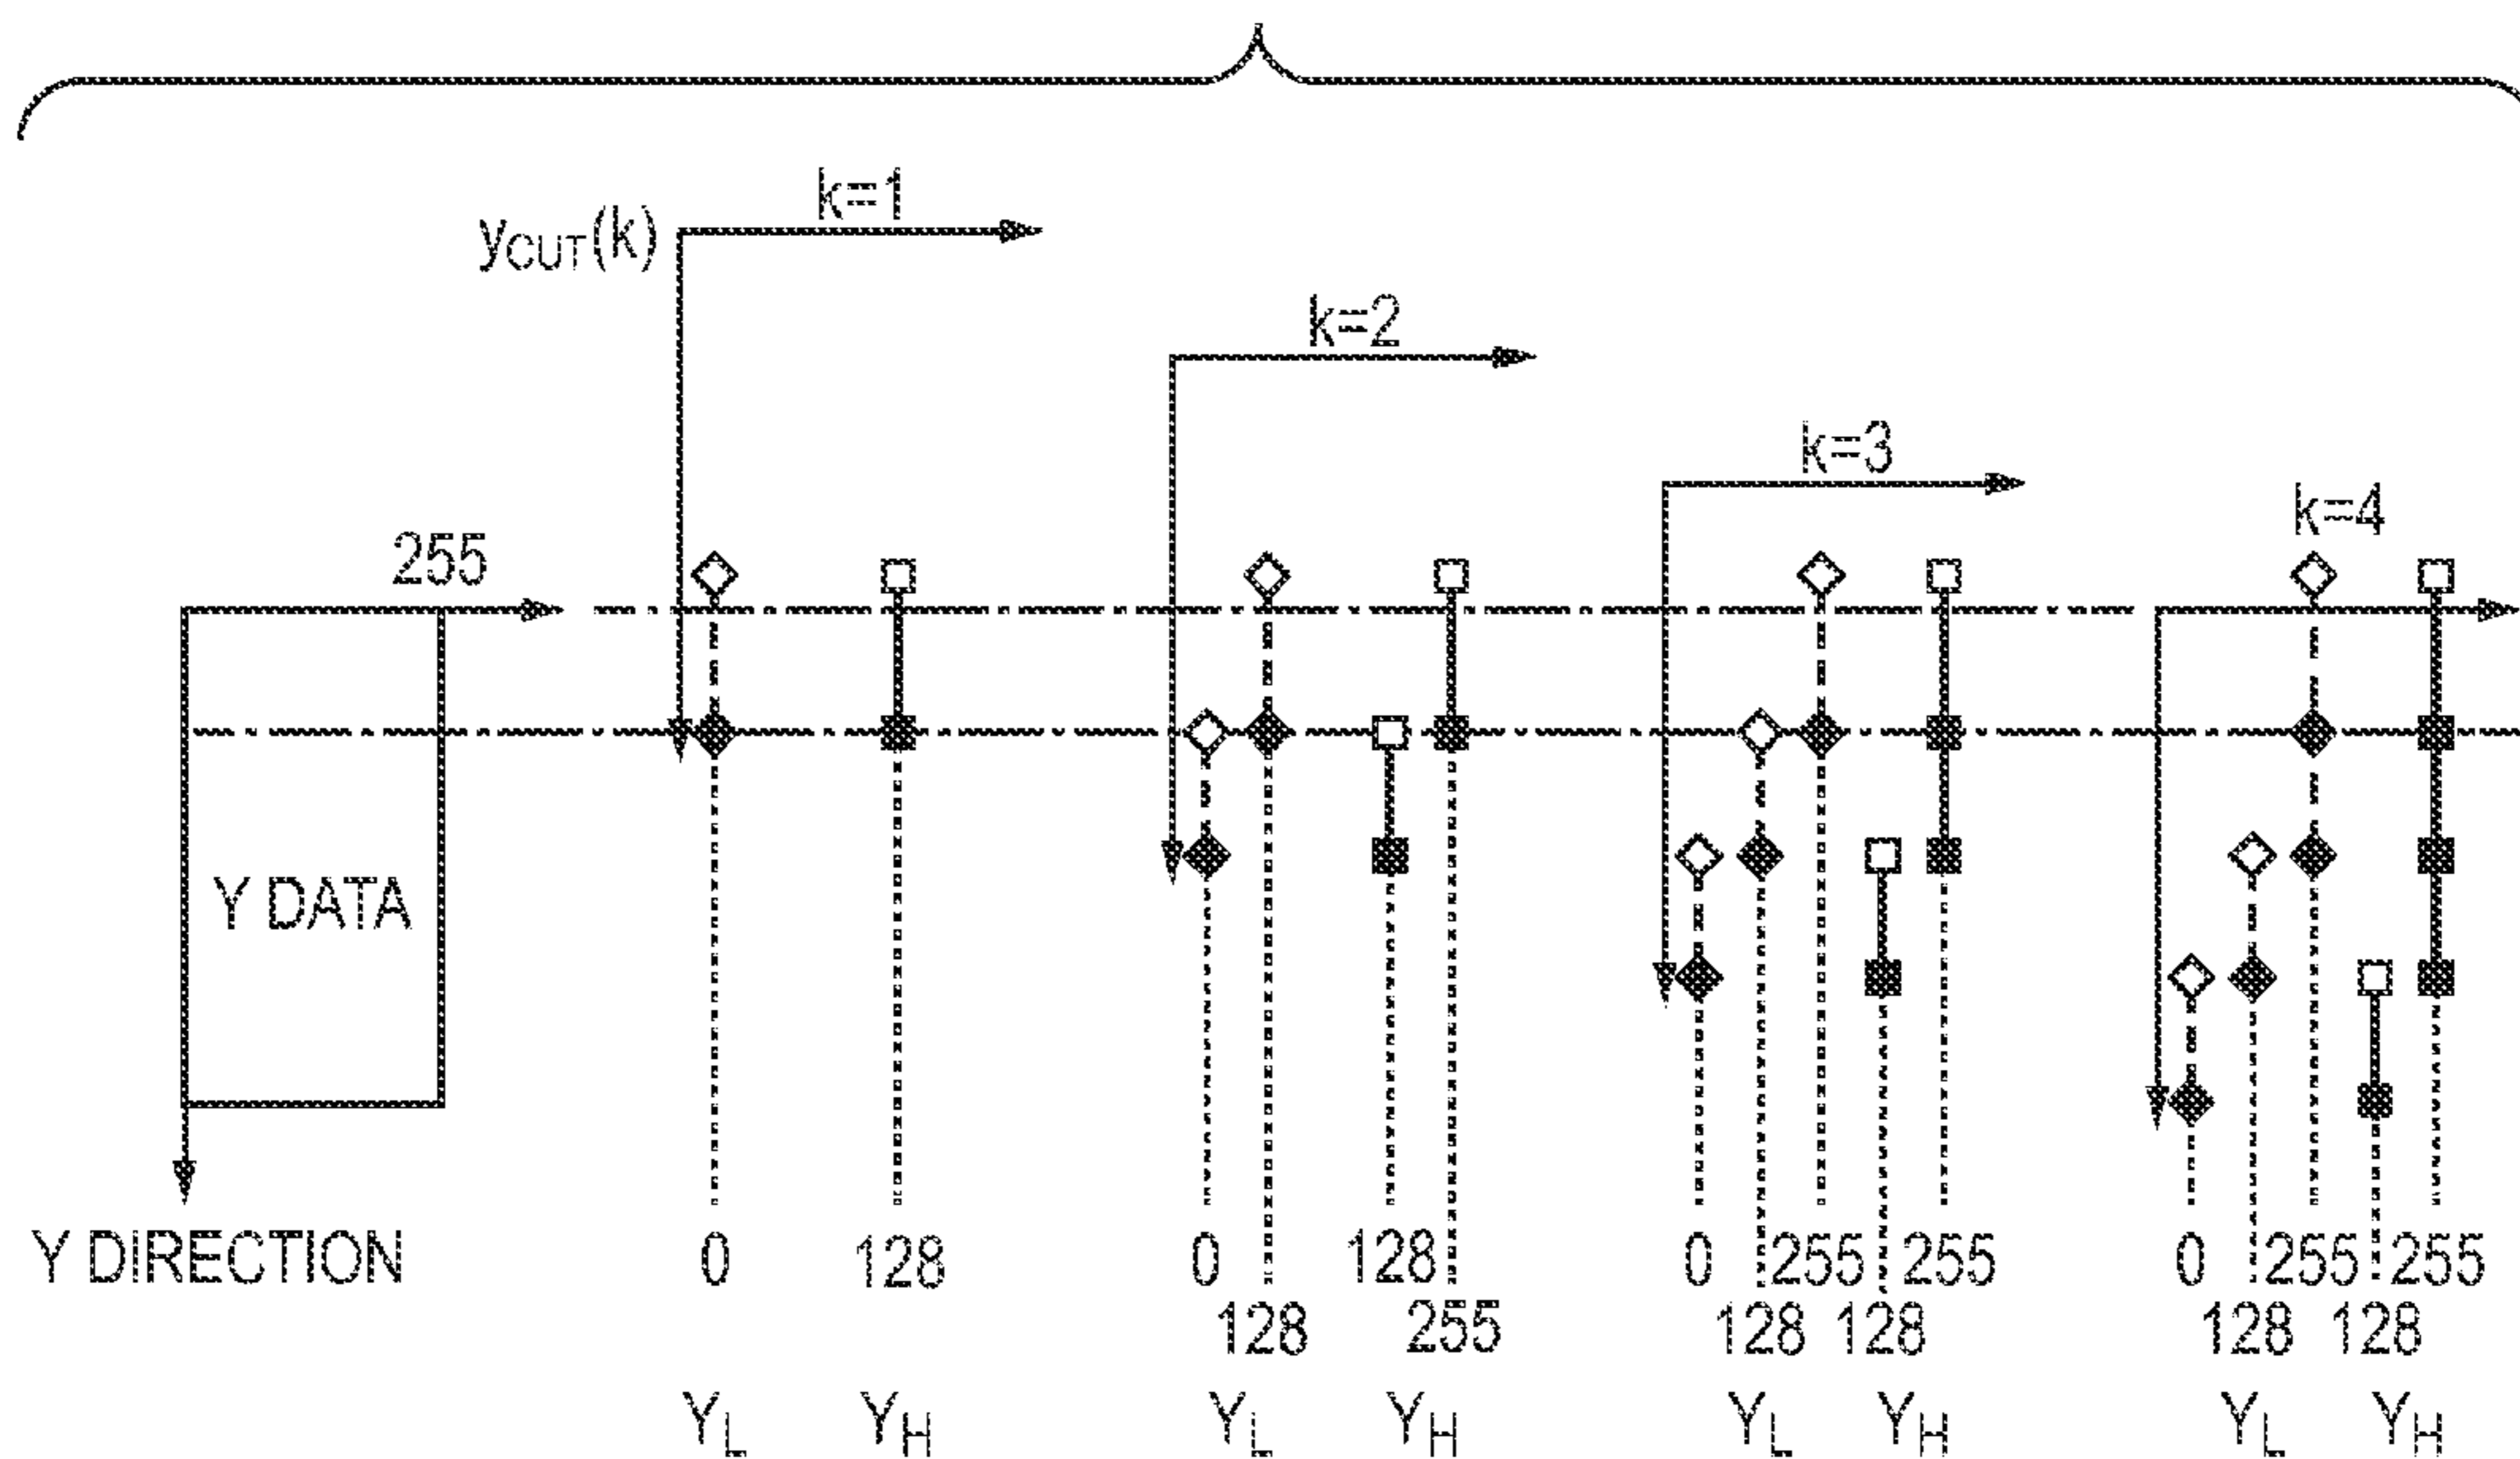 k=1
yCUT(k)
k=2
k=3
k=4
255
Y DATA
Y DIRECTION
0 128 0 128 0 255 255 0 255 255
128 255 128 128 128 128
YL YH YL YH YL YH YL YH